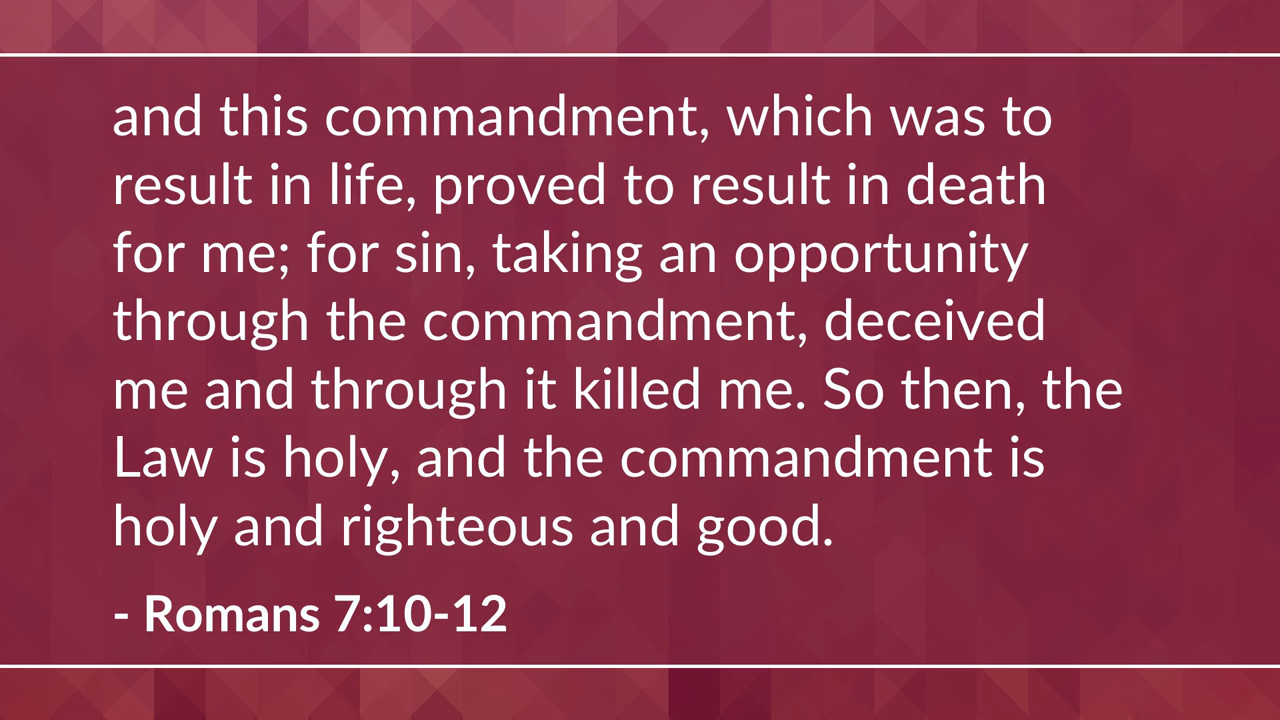 and this commandment, which was to
result in life, proved to result in death
for me; for sin, taking an opportunity
through the commandment, deceived
me and through it killed me. So then, the
Law is holy, and the commandment is
holy and righteous and good.
- Romans 7:10-12